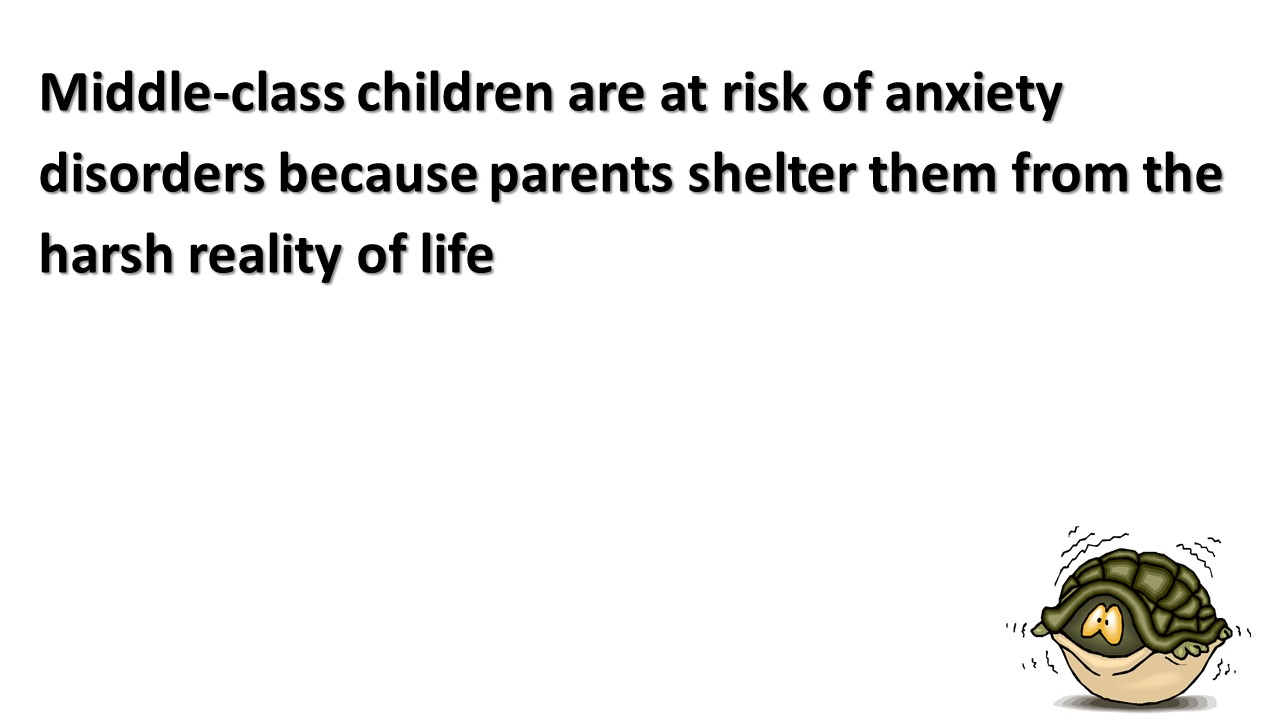 Middle-class children are at risk of anxiety
disorders because parents shelter them from the
harsh reality of life